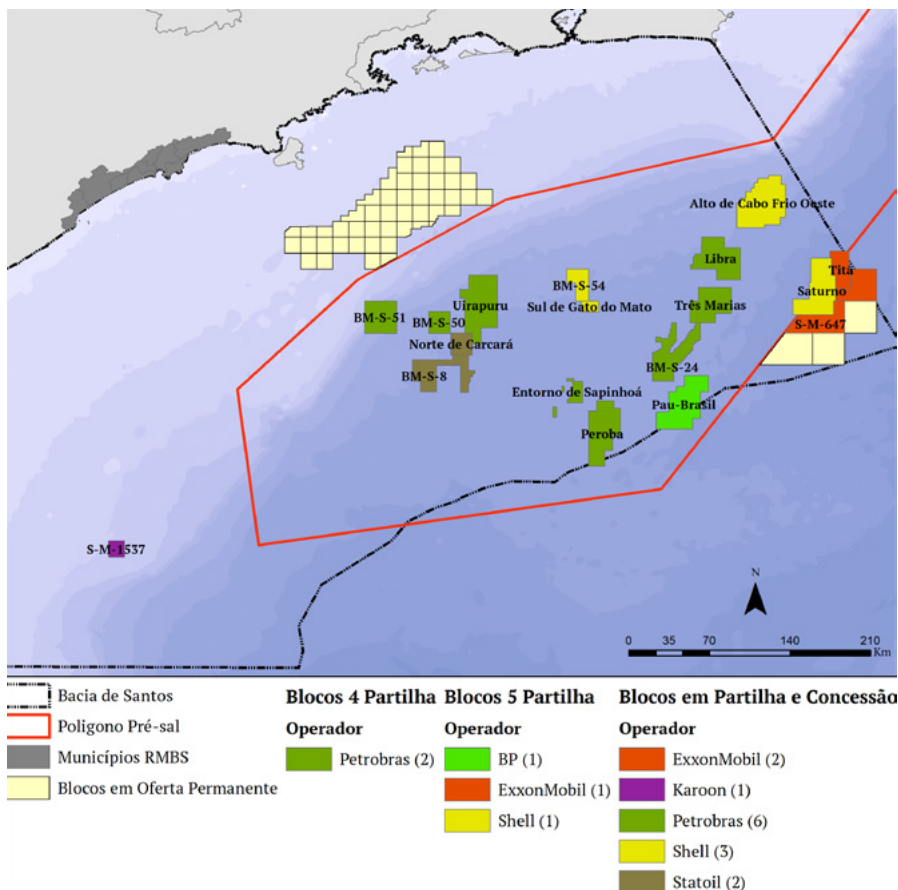 Alto de Cabo Frio Oeste
Libra
Titã
Saturno
BM-S-54
Sul de Gato do Mato
Três Marias
Uirapuru
BM-S-51
BM-S-50
S-M-647
Norte de Carcará
BM-S-8
BM-S-24
Entorno de Sapinhoá
Pau-Brasil
Peroba
S-M-1537
N
0 35 70 140 210
Km
Bacia de Santos
Poligono Pré-sal
Municípios RMBS
Blocos em Oferta Permanente
Blocos 4 Partilha
Operador
Petrobras (2)
Blocos 5 Partilha
Operador
BP (1)
ExxonMobil (1)
Shell (1)
Blocos em Partilha e Concessão
Operador
ExxonMobil (2)
Karoon (1)
Petrobras (6)
Shell (3)
Statoil (2)